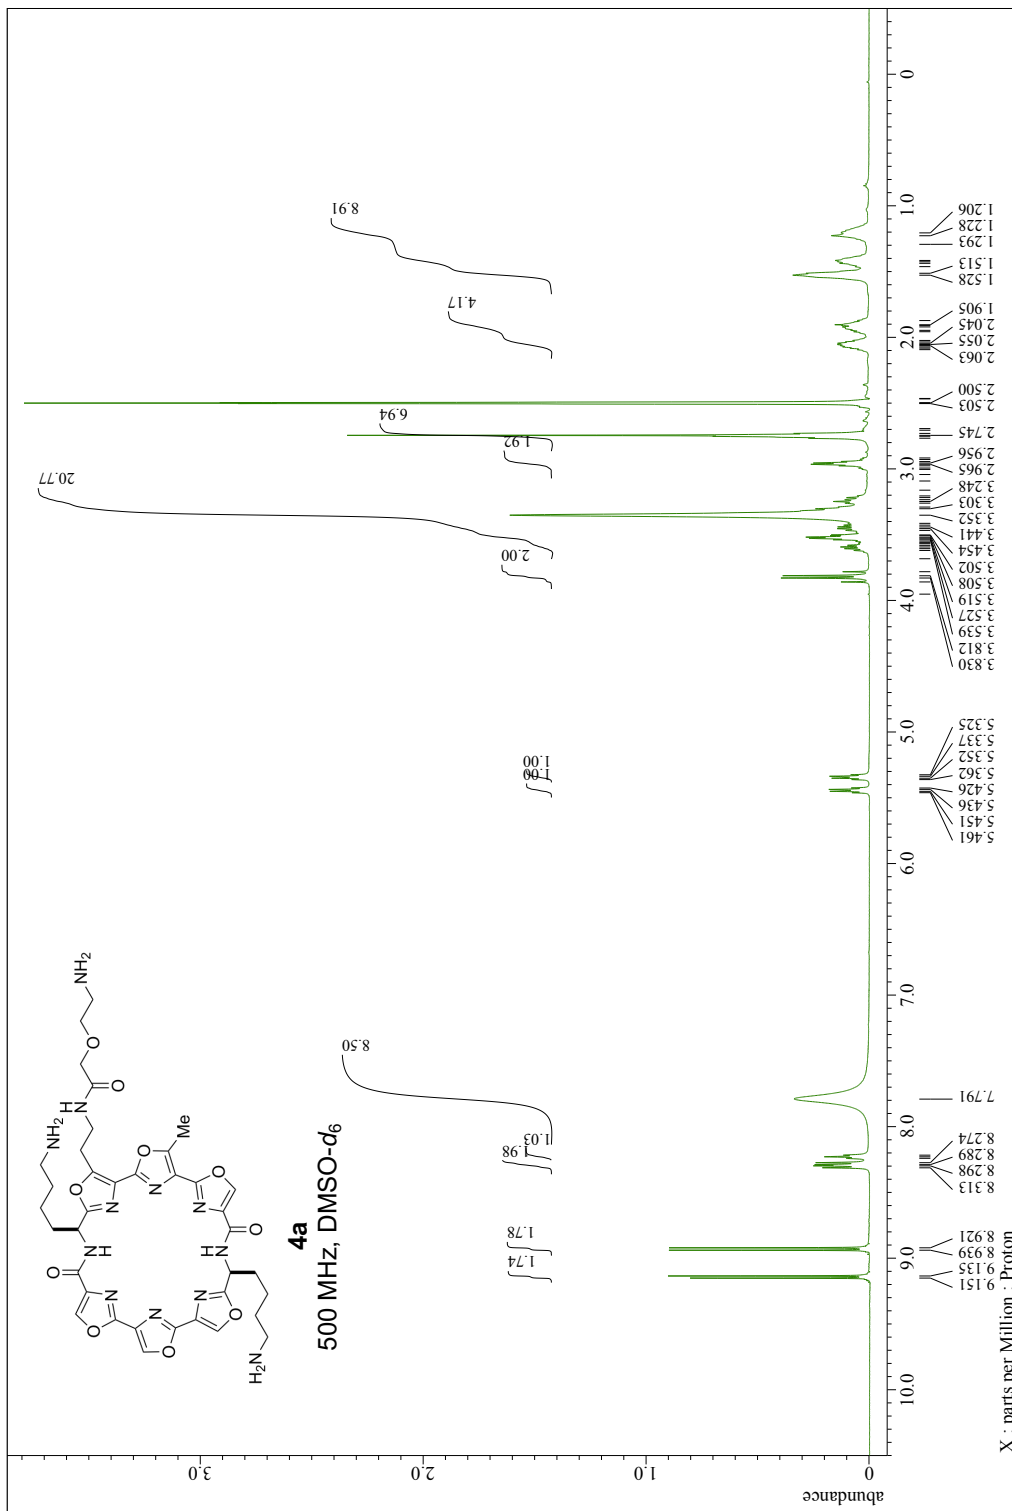 NH2
O
O
NH2
H
N
Me
O
N
O
N
N
O
O
N
H
N
H
N
O
N
O
N
O
N
O
H2N
4a
500 MHz, DMSO-d6
8.91
4.17
6.94
1.92
20.77
2.00
1.00
1.00
8.50
1.03
1.98
1.78
1.74
abundance
0
1.0
2.0
3.0
10.0
9.0
8.0
7.0
6.0
5.0
4.0
3.0
2.0
1.0
0
9.151
9.135
8.939
8.921
8.313
8.298
8.289
8.274
7.791
5.461
5.451
5.436
5.426
5.362
5.352
5.337
5.325
3.830
3.812
3.539
3.527
3.519
3.508
3.502
3.454
3.441
3.352
3.303
3.248
2.965
2.956
2.745
2.503
2.500
2.063
2.055
2.045
1.905
1.528
1.513
1.293
1.228
1.206
X : parts per Million : Proton